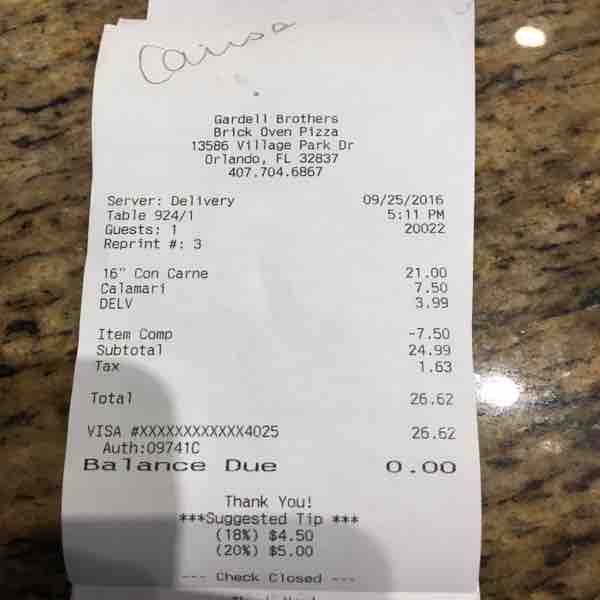 Gardell Brothers
Brick Oven Pizza
13586 Village Park Dr
Orlando, FL 32837
407.704.6867
Server: Delivery 09/25/2016
Table 924/1 5:11 PM
Guests: 1 20022
Reprint #: 3
16" Con Carne 21.00
Calamari 7.50
DELV 3.99
Item Comp -7.50
Subtotal 24.99
Tax 1.63
Total 26.62
VISA #XXXXXXXXXXXX4025 26.62
Auth:09741C
Balance Due 0.00
Thank You!
***Suggested Tip ***
(18%) $4.50
(20%) $5.00
--- Check Closed ---